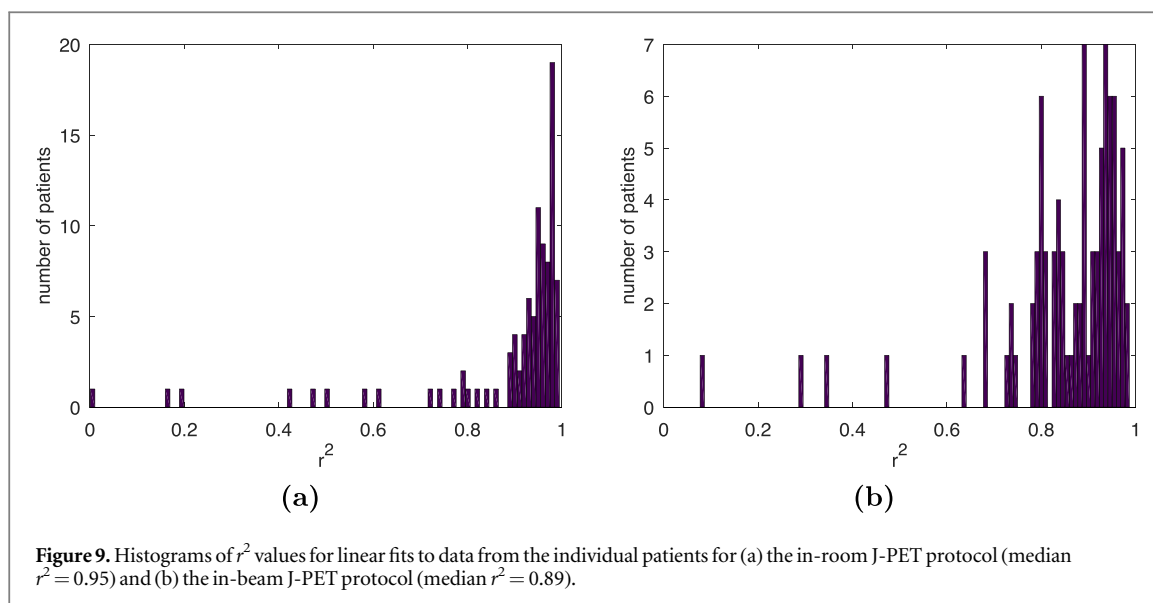 20
15
10
5
0
number of patients
0 0.2 0.4 0.6 0.8 1
r²
(a)
7
6
5
4
3
2
1
0
number of patients
0 0.2 0.4 0.6 0.8 1
r²
(b)
Figure 9. Histograms of r² values for linear fits to data from the individual patients for (a) the in-room J-PET protocol (median
r² = 0.95) and (b) the in-beam J-PET protocol (median r² = 0.89).